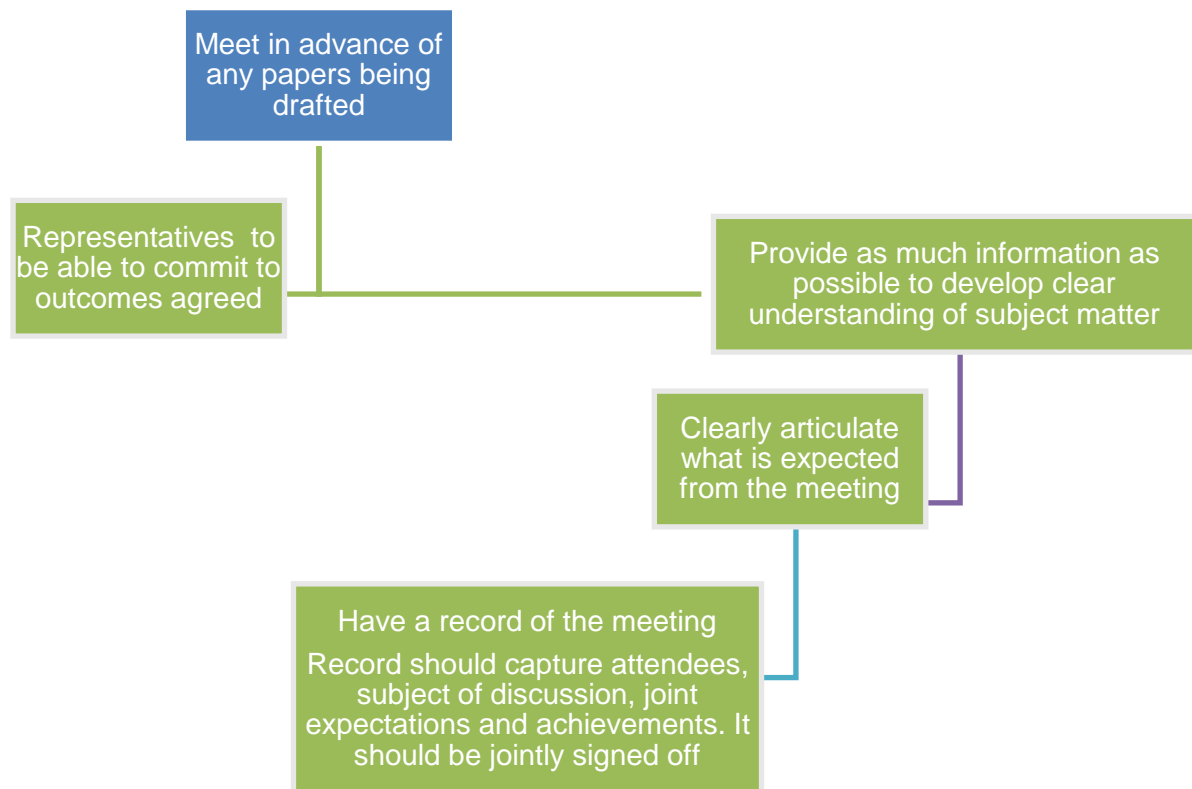 Meet in advance of
any papers being
drafted
Representatives  to
be able to commit to
outcomes agreed
Provide as much information as
possible to develop clear
understanding of subject matter
Clearly articulate
what is expected
from the meeting
Have a record of the meeting
Record should capture attendees,
subject of discussion, joint
expectations and achievements. It
should be jointly signed off